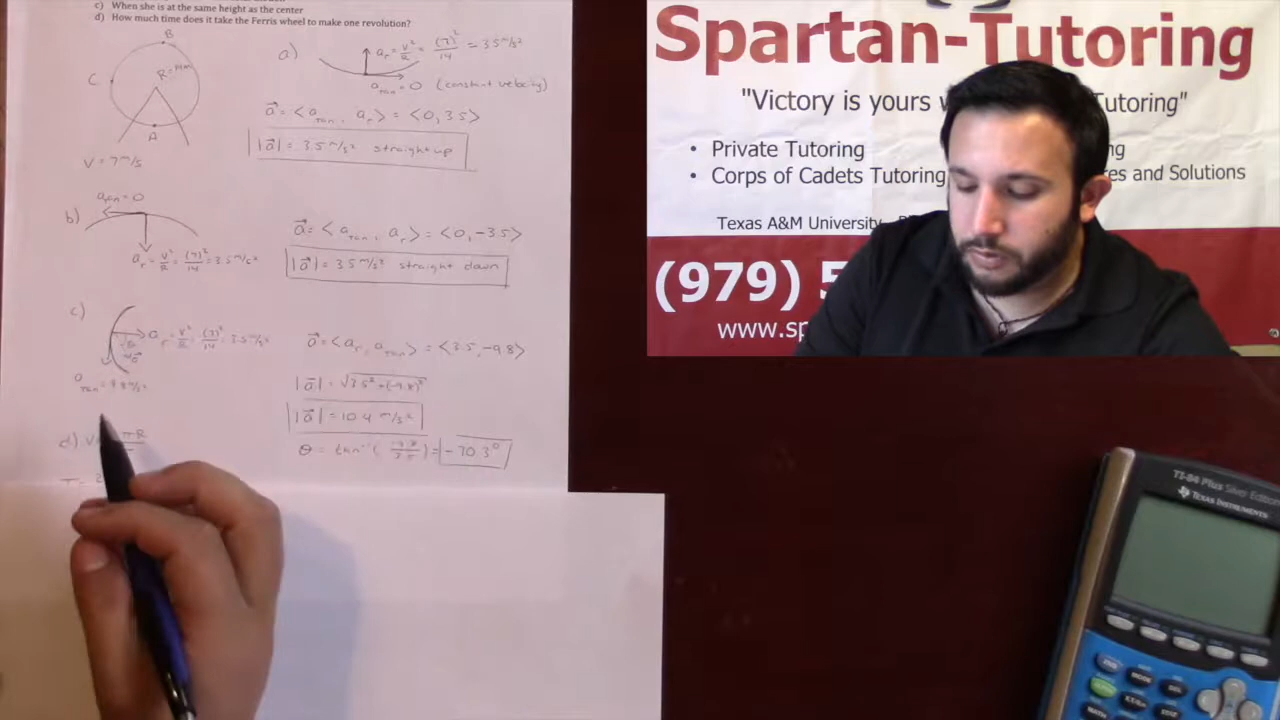 c) When she is at the same height as the center
d) How much time does it take the Ferris wheel to make one revolution?
B
C
R=14m
A
V = 7 m/s
a)
a_r = v²/R = (7)²/14 = 3.5 m/s²
a_tan = 0 (constant velocity)
a⃗ = <a_tan, a_r> = <0, 3.5>
|a⃗| = 3.5 m/s² straight up
b)
a_tan = 0
a_r = v²/R = (7)²/14 = 3.5 m/s²
a⃗ = <a_tan, a_r> = <0, -3.5>
|a⃗| = 3.5 m/s² straight down
c)
a_r = v²/R = (7)²/14 = 3.5 m/s²
a_tan = 9.8 m/s²
a⃗ = <a_r, a_tan> = <3.5, -9.8>
|a⃗| = √3.5² + (-9.8)²
|a⃗| = 10.4 m/s²
θ = tan⁻¹(-9.8/3.5) = -70.3°
d) V
πR
T = 2
Spartan-Tutoring
"Victory is yours w Tutoring"
• Private Tutoring
• Corps of Cadets Tutoring
es and Solutions
Texas A&M University
(979) 5
www.sp
TI-84 Plus Silver Edition
TEXAS INSTRUMENTS